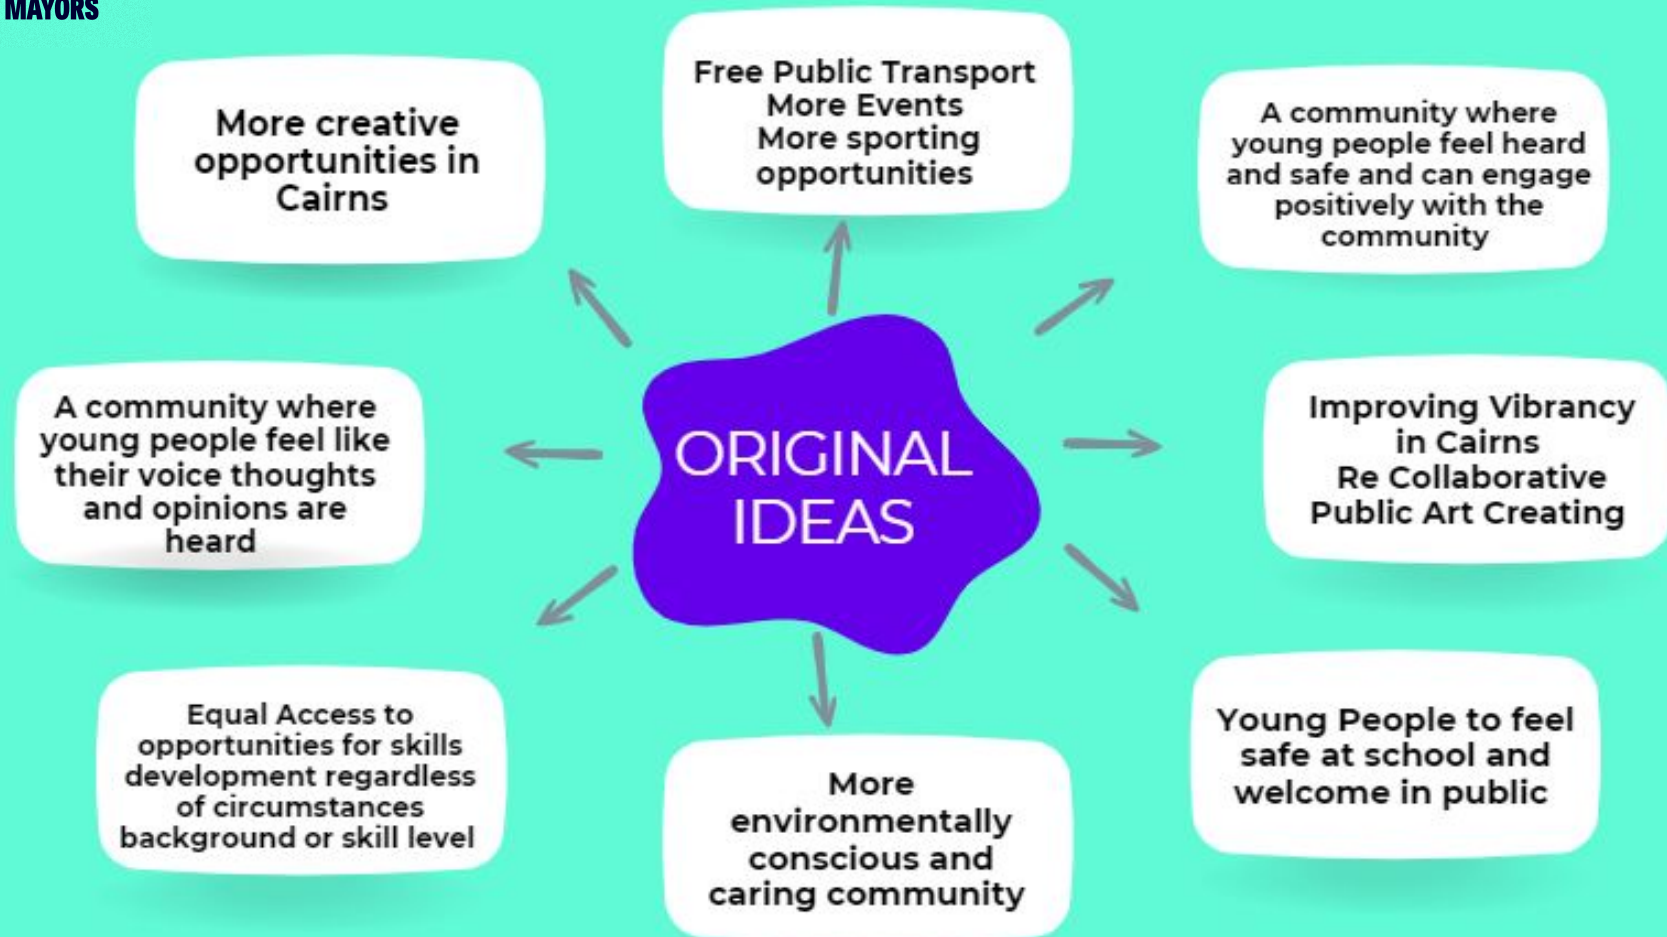 MAYORS
More creative
opportunities in
Cairns
Free Public Transport
More Events
More sporting
opportunities
A community where
young people feel heard
and safe and can engage
positively with the
community
A community where
young people feel like
their voice thoughts
and opinions are
heard
ORIGINAL
IDEAS
Improving Vibrancy
in Cairns
Re Collaborative
Public Art Creating
Equal Access to
opportunities for skills
development regardless
of circumstances
background or skill level
More
environmentally
conscious and
caring community
Young People to feel
safe at school and
welcome in public